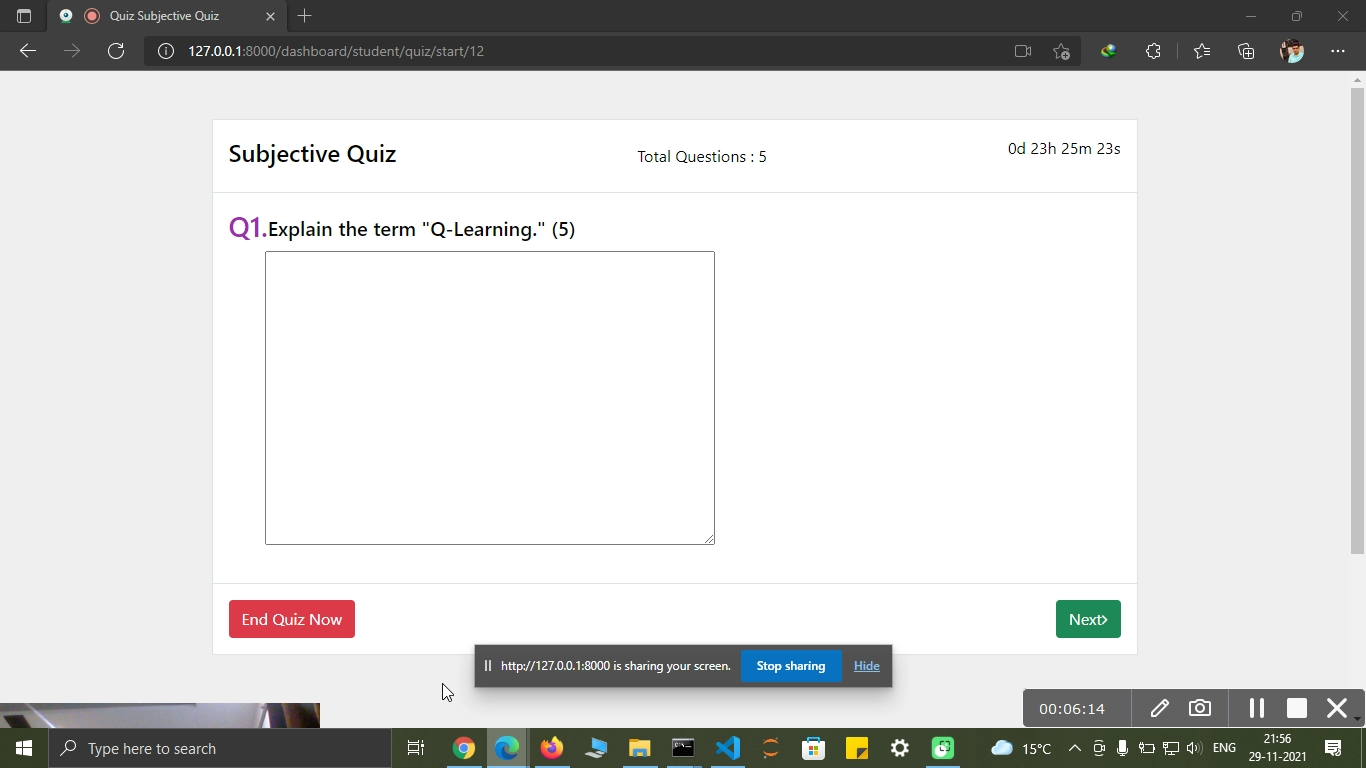 Quiz Subjective Quiz
127.0.0.1:8000/dashboard/student/quiz/start/12
Subjective Quiz
Total Questions : 5
0d 23h 25m 23s
Q1.Explain the term "Q-Learning." (5)
End Quiz Now
Next>
http://127.0.0.1:8000 is sharing your screen.
Stop sharing
Hide
00:06:14
Type here to search
15°C
ENG
21:56
29-11-2021